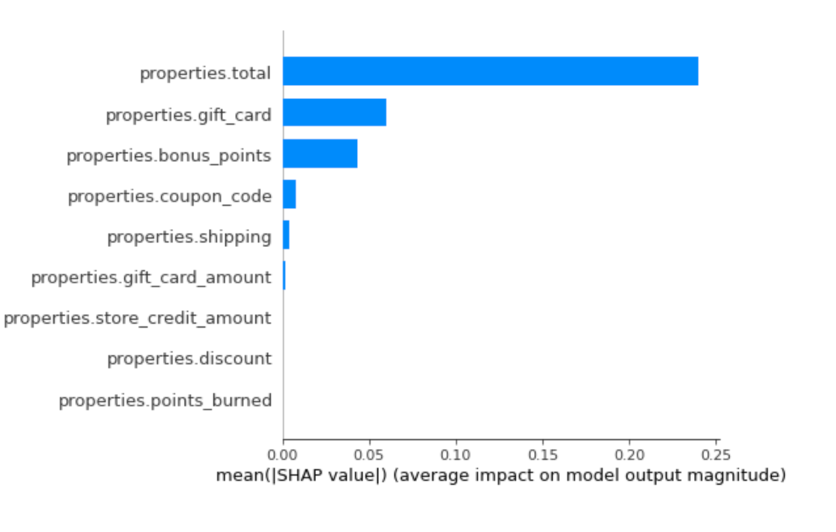 properties.total
properties.gift_card
properties.bonus_points
properties.coupon_code
properties.shipping
properties.gift_card_amount
properties.store_credit_amount
properties.discount
properties.points_burned
0.00 0.05 0.10 0.15 0.20 0.25
mean(|SHAP value|) (average impact on model output magnitude)